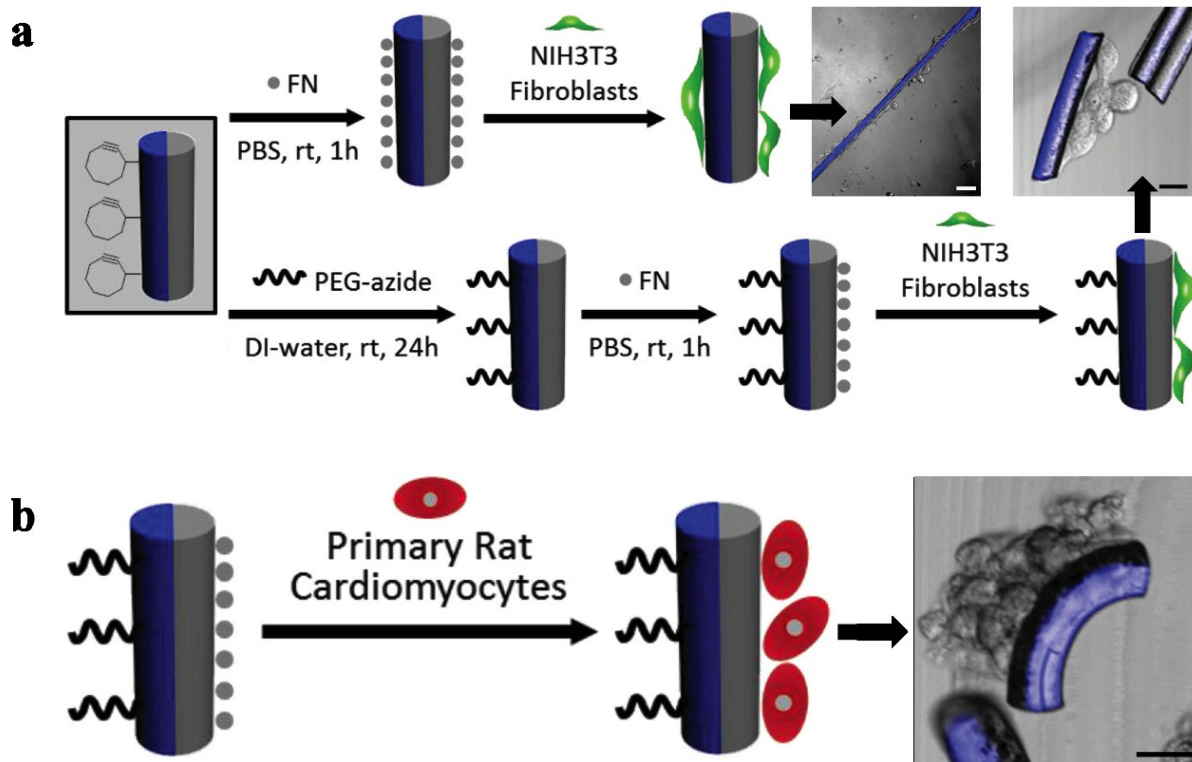 a
FN
PBS, rt, 1h
NIH3T3
Fibroblasts
PEG-azide
DI-water, rt, 24h
FN
PBS, rt, 1h
NIH3T3
Fibroblasts
b
Primary Rat
Cardiomyocytes